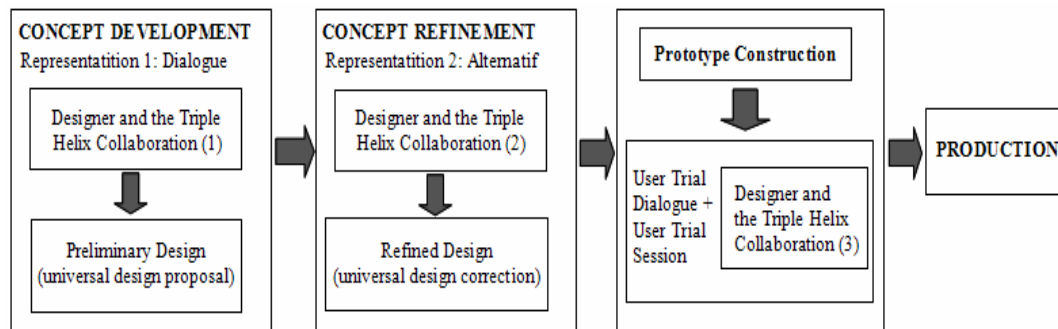 CONCEPT DEVELOPMENT
Representatition 1: Dialogue
Designer and the Triple
Helix Collaboration (1)
Preliminary Design
(universal design proposal)
CONCEPT REFINEMENT
Representatition 2: Alternatif
Designer and the Triple
Helix Collaboration (2)
Refined Design
(universal design correction)
Prototype Construction
User Trial
Dialogue +
User Trial
Session
Designer and
the Triple Helix
Collaboration (3)
PRODUCTION